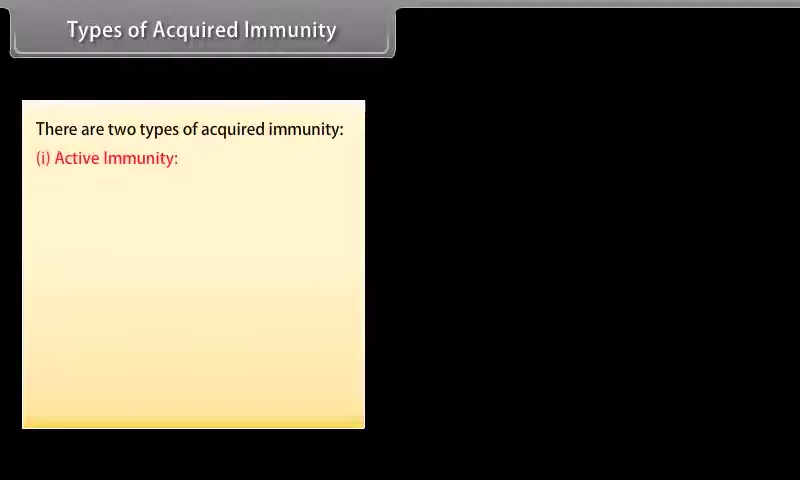 Types of Acquired Immunity
There are two types of acquired immunity:
(i) Active Immunity: